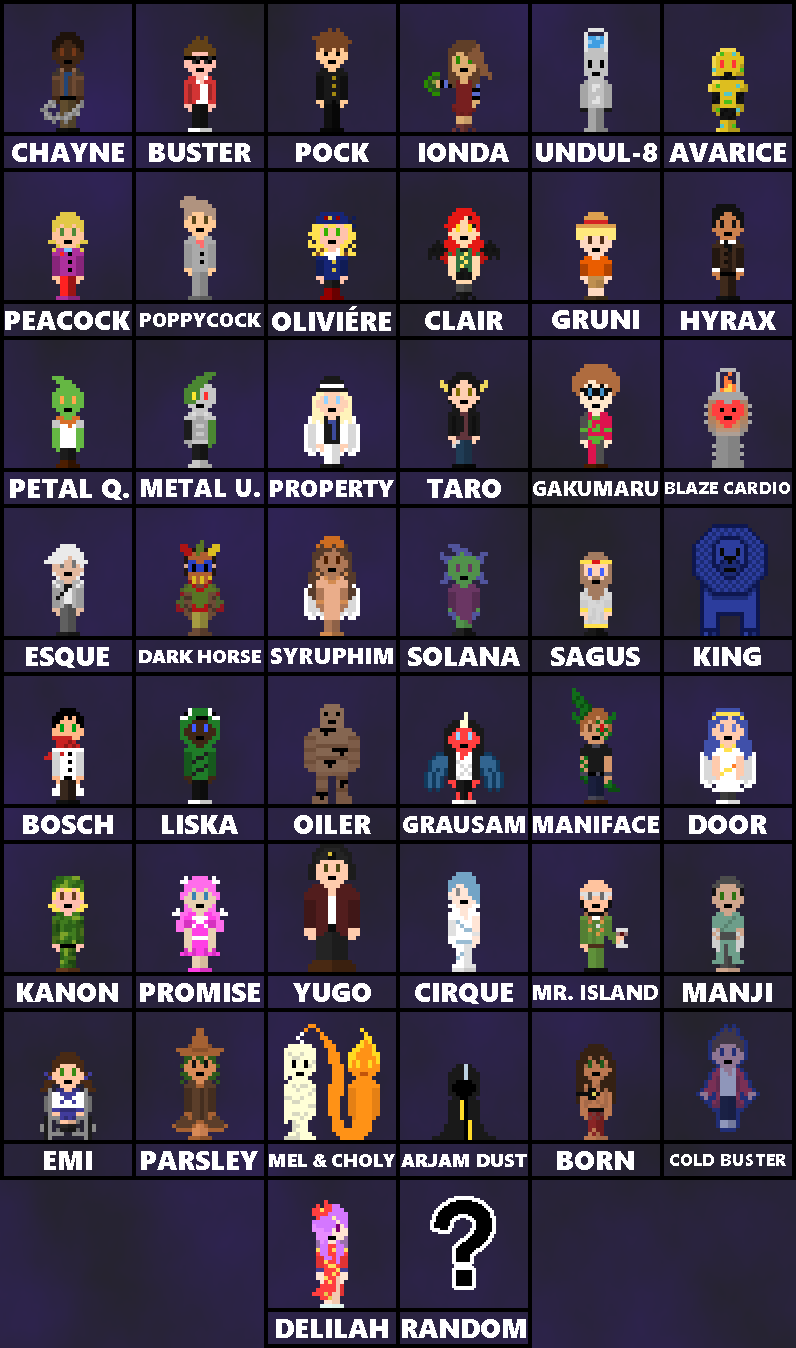 CHAYNE BUSTER POCK IONDA UNDUL-8 AVARICE
PEACOCK POPPYCOCK OLIVIÉRE CLAIR GRUNI HYRAX
PETAL Q. METAL U. PROPERTY TARO GAKUMARU BLAZE CARDIO
ESQUE DARK HORSE SYRUPHIM SOLANA SAGUS KING
BOSCH LISKA OILER GRAUSAM MANIFACE DOOR
KANON PROMISE YUGO CIRQUE MR. ISLAND MANJI
EMI PARSLEY MEL & CHOLY ARJAM DUST BORN COLD BUSTER
?
DELILAH RANDOM